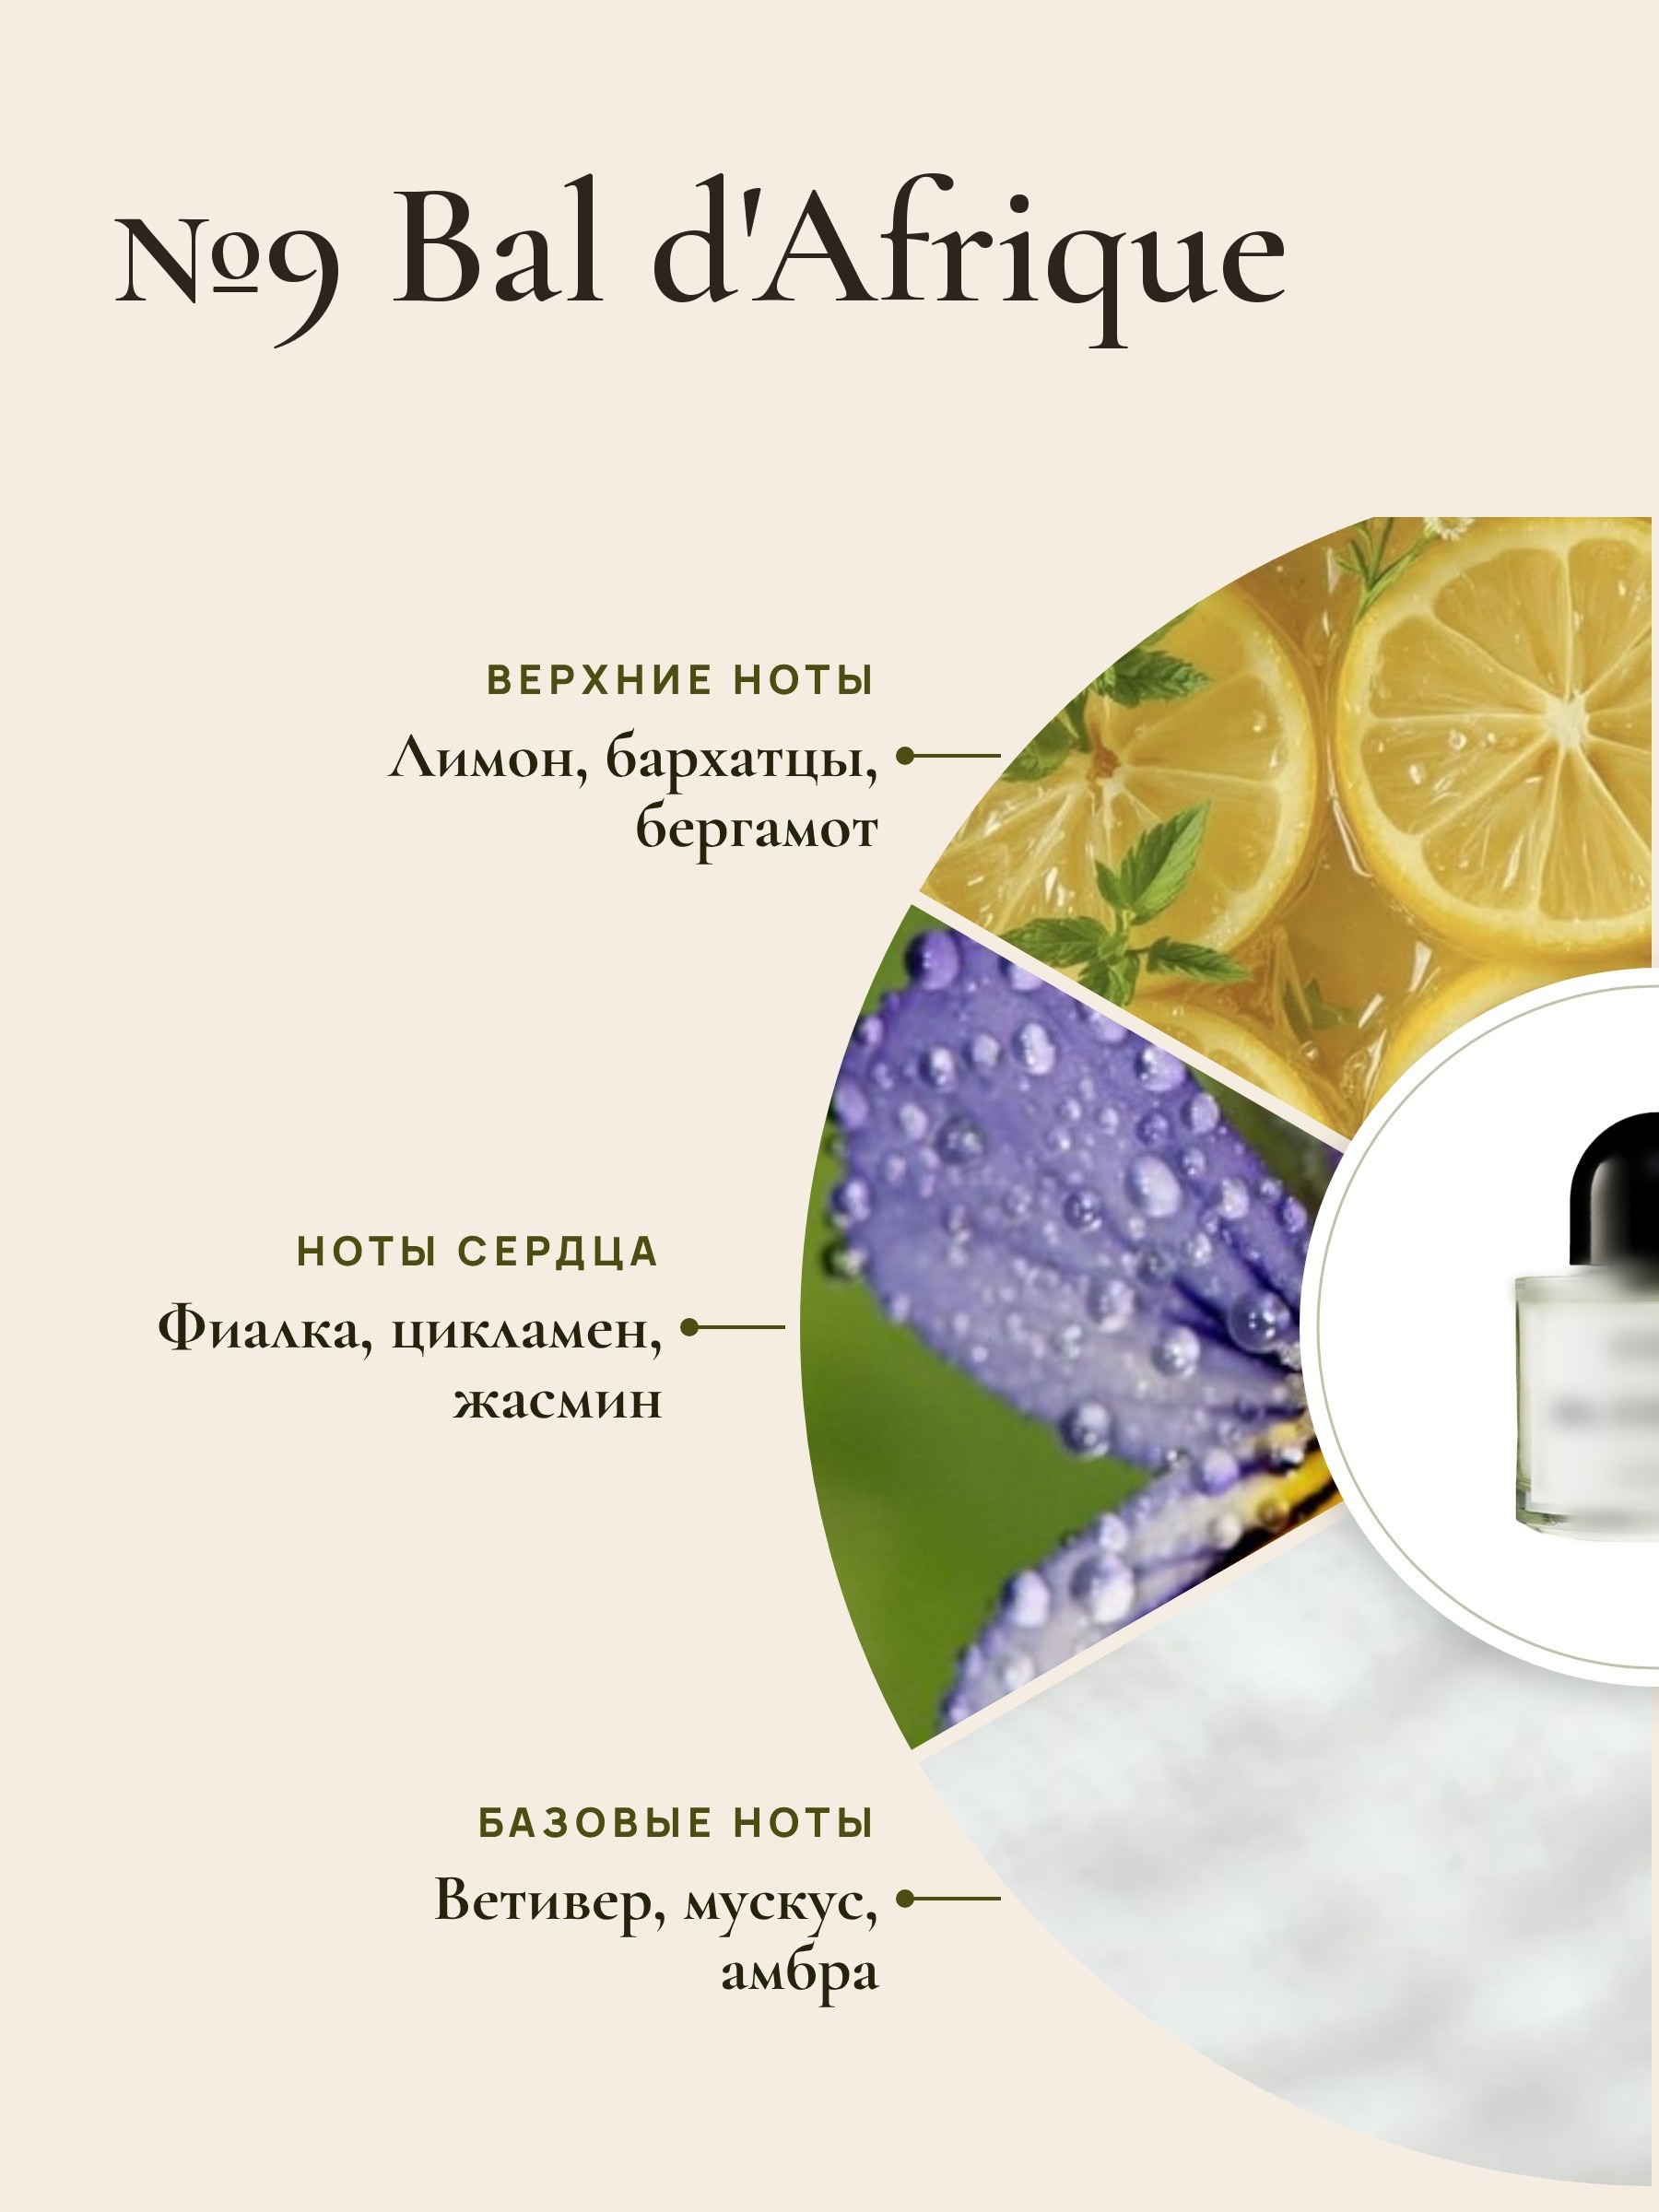 №9 Bal d'Afrique
ВЕРХНИЕ НОТЫ
Лимон, бархатцы,
бергамот
НОТЫ СЕРДЦА
Фиалка, цикламен,
жасмин
БАЗОВЫЕ НОТЫ
Ветивер, мускус,
амбра